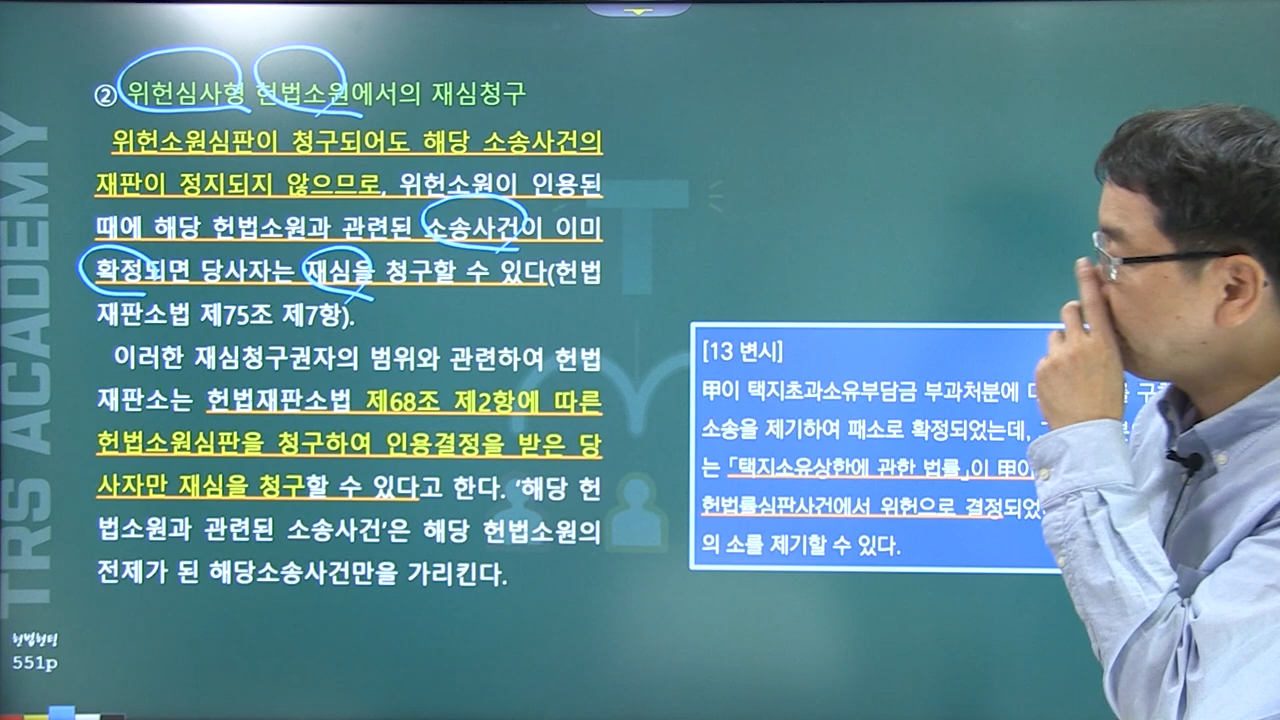 ② 위헌심사형 헌법소원에서의 재심청구
위헌소원심판이 청구되어도 해당 소송사건의
재판이 정지되지 않으므로, 위헌소원이 인용된
때에 해당 헌법소원과 관련된 소송사건이 이미
확정되면 당사자는 재심을 청구할 수 있다(헌법
재판소법 제75조 제7항).
이러한 재심청구권자의 범위와 관련하여 헌법
재판소는 헌법재판소법 제68조 제2항에 따른
헌법소원심판을 청구하여 인용결정을 받은 당
사자만 재심을 청구할 수 있다고 한다. '해당 헌
법소원과 관련된 소송사건'은 해당 헌법소원의
전제가 된 해당소송사건만을 가리킨다.
[13 변시]
甲이 택지초과소유부담금 부과처분에
소송을 제기하여 패소로 확정되었는데,
는 「택지소유상한에 관한 법률」이 甲이
헌법률심판사건에서 위헌으로 결정되었
의 소를 제기할 수 있다.
TRS ACADEMY
헌법헌팅
551p